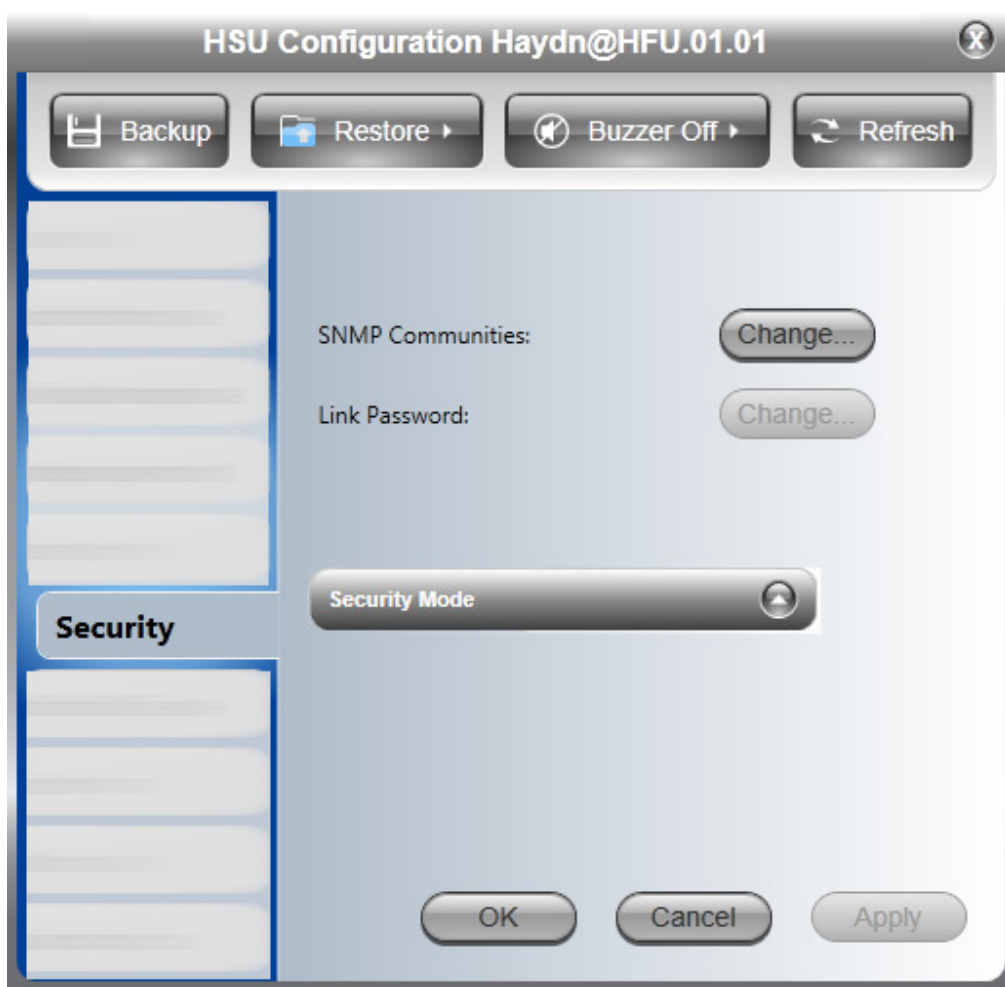 HSU Configuration Haydn@HFU.01.01
Backup Restore Buzzer Off Refresh
SNMP Communities: Change...
Link Password: Change...
Security Mode
Security
OK Cancel Apply